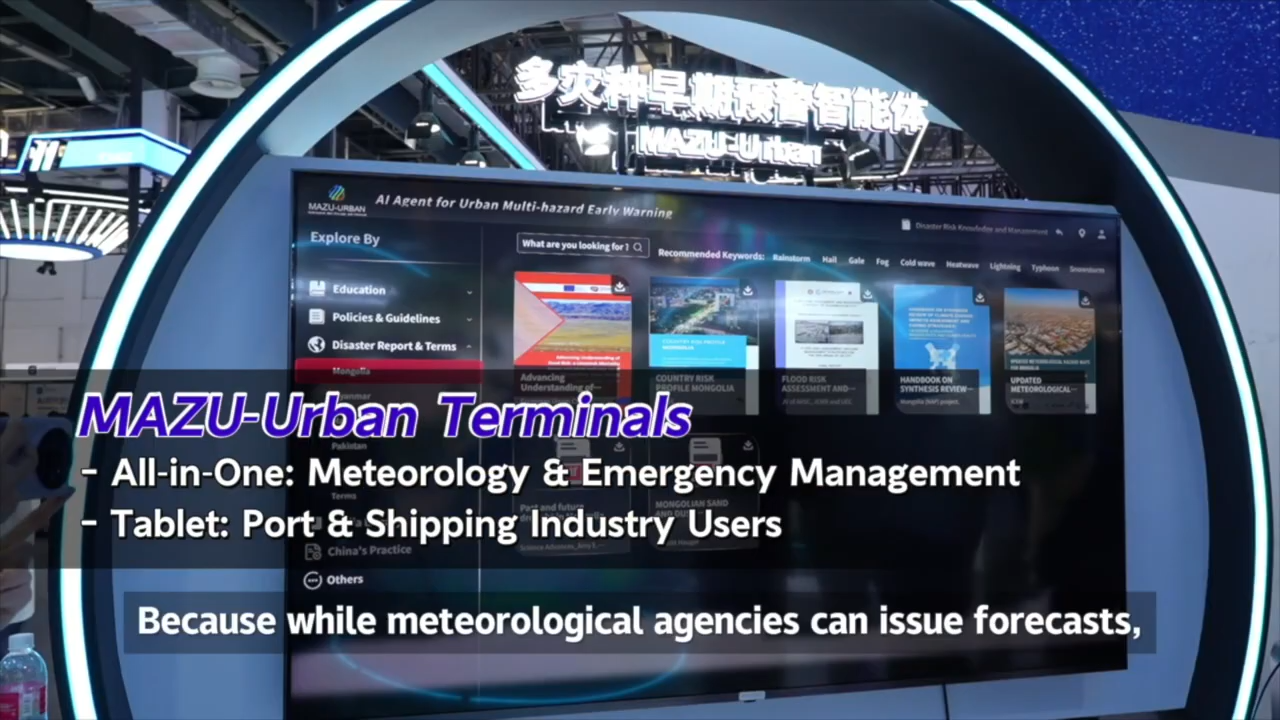 多灾种早期预警智能体
MAZU-Urban
MAZU-URBAN
AI Agent for Urban Multi-hazard Early Warning
Disaster Risk Knowledge and Management
Explore By
What are you looking for?
Recommended Keywords: Rainstorm Hail Gale Fog Cold wave Heatwave Lightning Typhoon Snowstorm
Education
Policies & Guidelines
Disaster Report & Terms
Mongolia
Advancing Understanding of
COUNTRY RISK PROFILE MONGOLIA
FLOOD RISK ASSESSMENT AND
HANDBOOK ON SYNTHESIS REVIEW
UPDATED METEOROLOGICAL
MAZU-Urban Terminals
Pakistan
- All-in-One: Meteorology & Emergency Management
Terms
- Tablet: Port & Shipping Industry Users
MONGOLIAN SAND
China's Practice
Others
Because while meteorological agencies can issue forecasts,